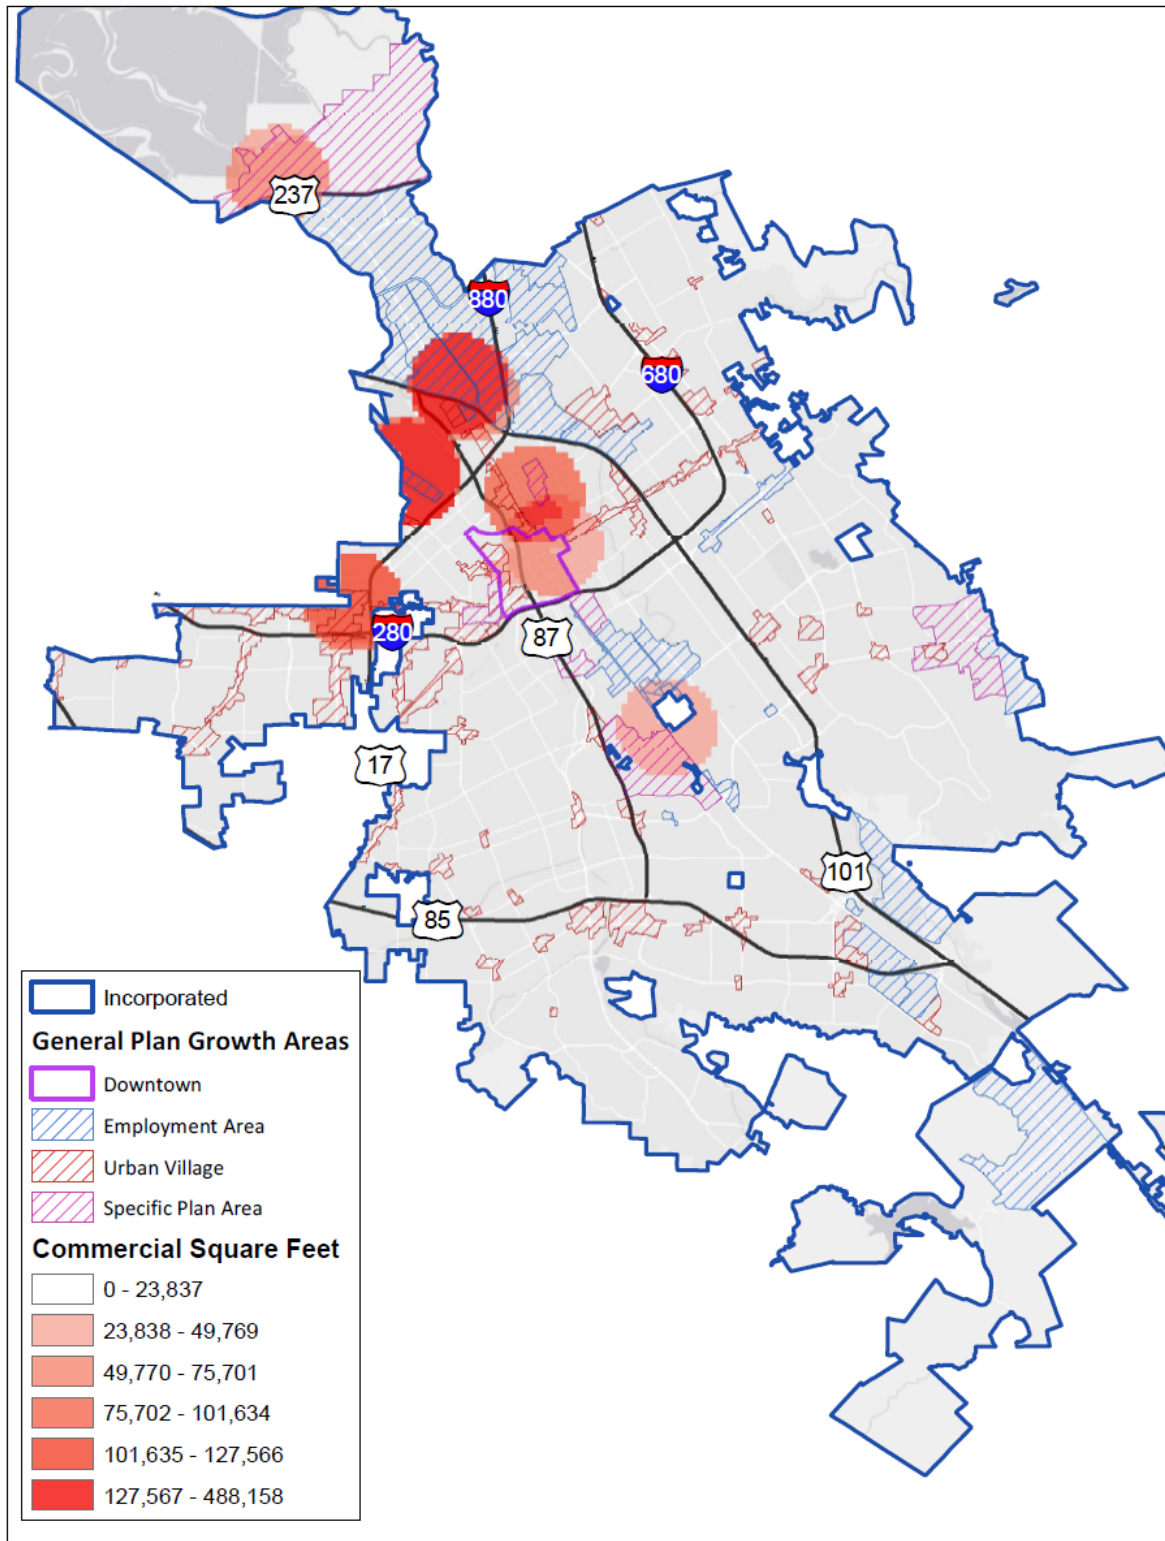 237
880
680
280
87
17
101
85
Incorporated
General Plan Growth Areas
Downtown
Employment Area
Urban Village
Specific Plan Area
Commercial Square Feet
0 - 23,837
23,838 - 49,769
49,770 - 75,701
75,702 - 101,634
101,635 - 127,566
127,567 - 488,158